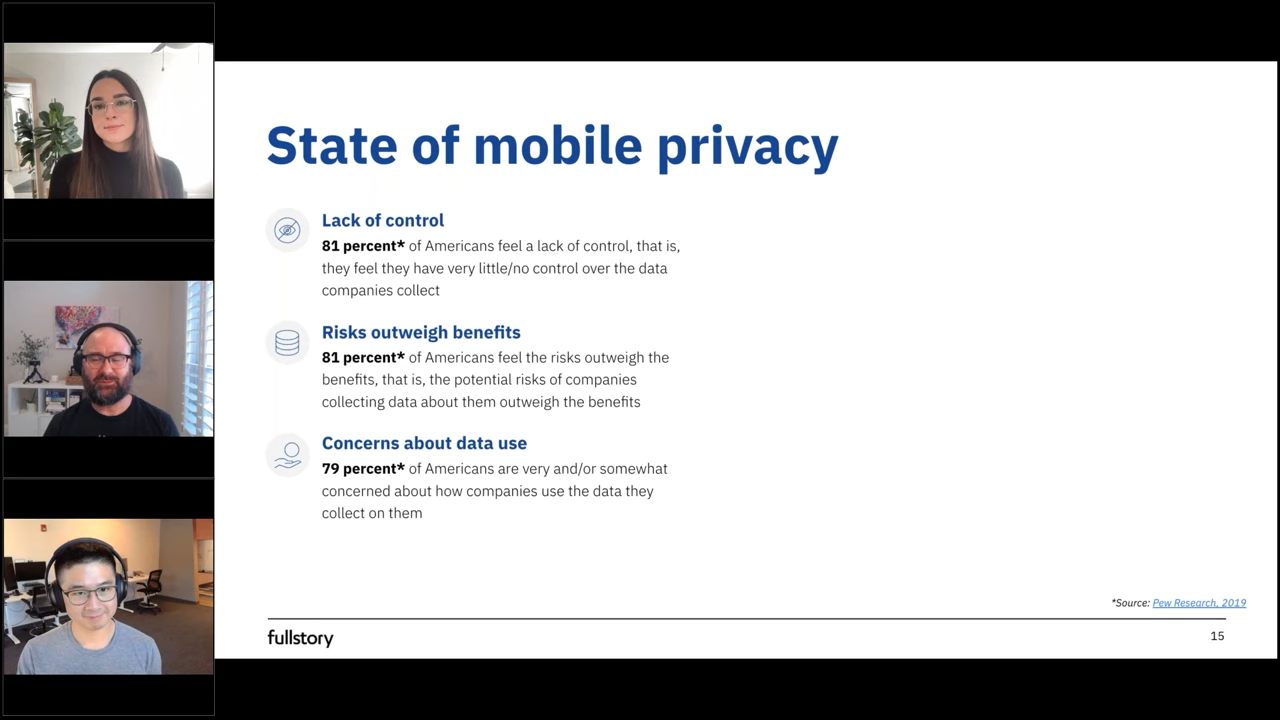 State of mobile privacy
Lack of control
81 percent* of Americans feel a lack of control, that is,
they feel they have very little/no control over the data
companies collect
Risks outweigh benefits
81 percent* of Americans feel the risks outweigh the
benefits, that is, the potential risks of companies
collecting data about them outweigh the benefits
Concerns about data use
79 percent* of Americans are very and/or somewhat
concerned about how companies use the data they
collect on them
*Source: Pew Research, 2019
fullstory
15